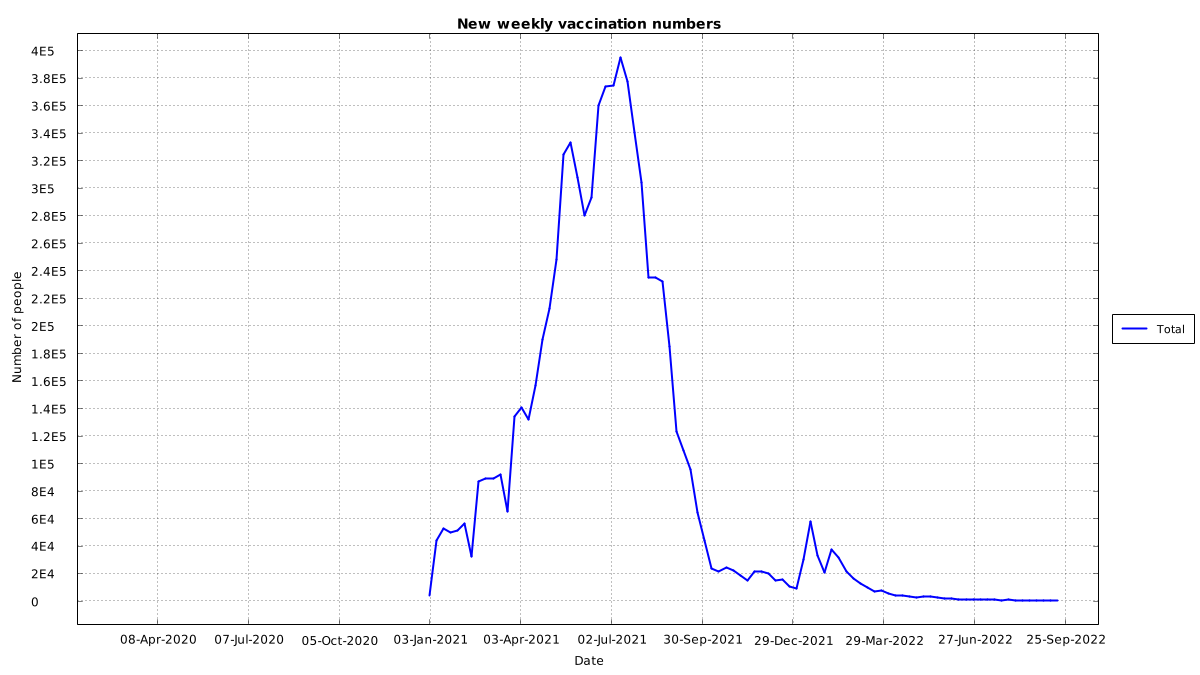 New weekly vaccination numbers
4E5
3.8E5
3.6E5
3.4E5
3.2E5
3E5
2.8E5
2.6E5
2.4E5
2.2E5
2E5
1.8E5
1.6E5
1.4E5
1.2E5
1E5
8E4
6E4
4E4
2E4
0
Number of people
Total
08-Apr-2020 07-Jul-2020 05-Oct-2020 03-Jan-2021 03-Apr-2021 02-Jul-2021 30-Sep-2021 29-Dec-2021 29-Mar-2022 27-Jun-2022 25-Sep-2022
Date